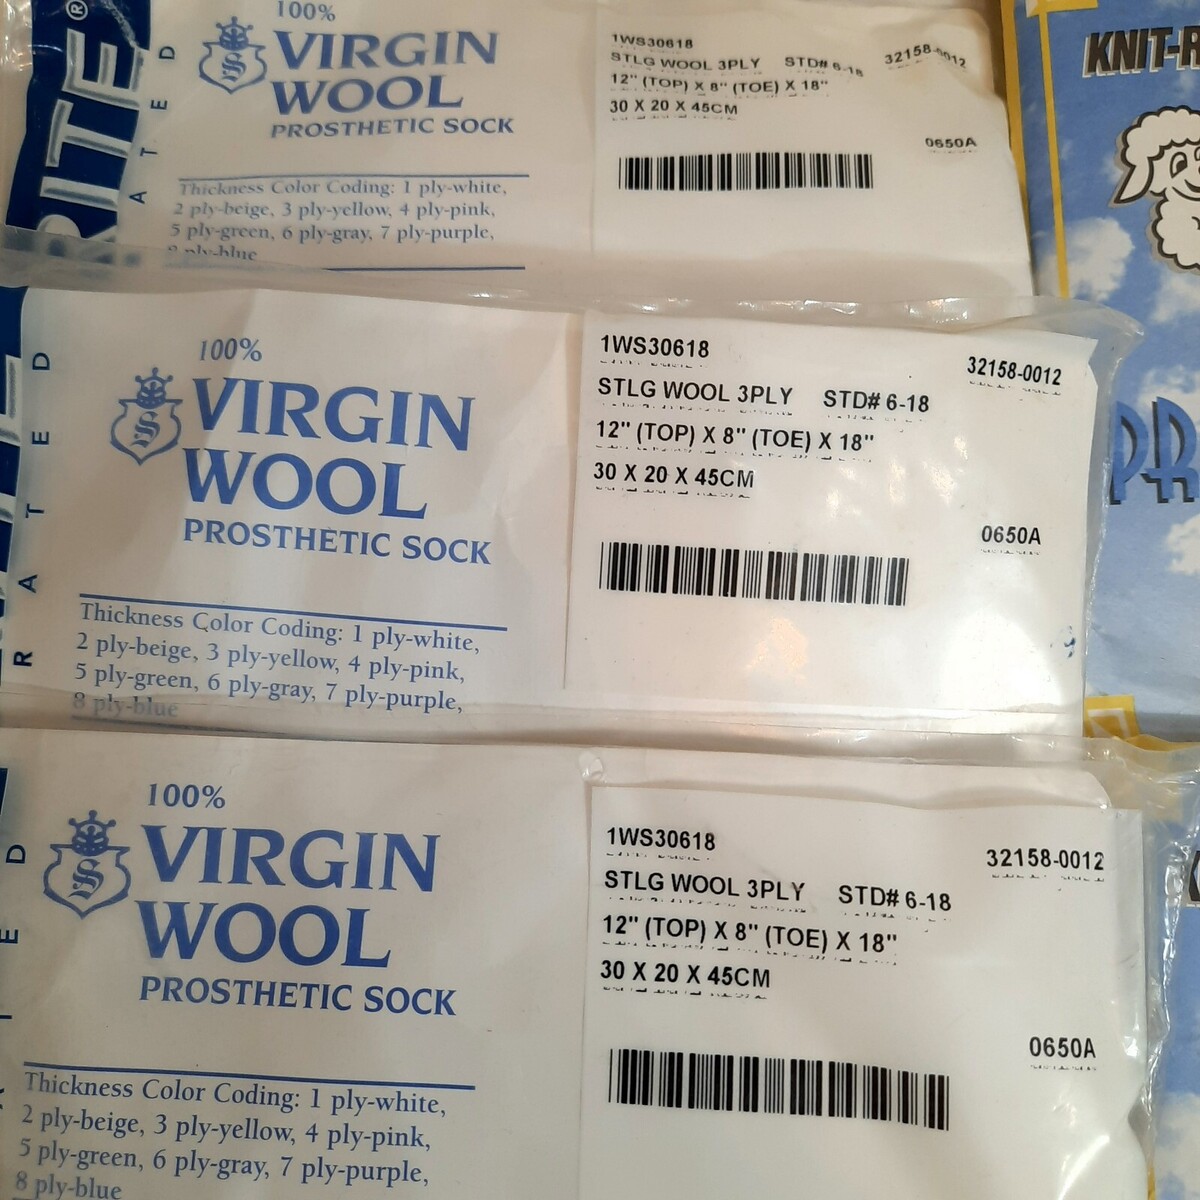 RITE®
ATED
100%
VIRGIN
WOOL
PROSTHETIC SOCK
Thickness Color Coding: 1 ply-white,
2 ply-beige, 3 ply-yellow, 4 ply-pink,
5 ply-green, 6 ply-gray, 7 ply-purple,
8 ply-blue
1WS30618
32158-0012
STLG WOOL 3PLY STD# 6-18
12" (TOP) X 8" (TOE) X 18"
30 X 20 X 45CM
0650A
KNIT-R
RATED
100%
VIRGIN
WOOL
PROSTHETIC SOCK
Thickness Color Coding: 1 ply-white,
2 ply-beige, 3 ply-yellow, 4 ply-pink,
5 ply-green, 6 ply-gray, 7 ply-purple,
8 ply-blue
1WS30618
32158-0012
STLG WOOL 3PLY STD# 6-18
12" (TOP) X 8" (TOE) X 18"
30 X 20 X 45CM
0650A
PR
100%
S
VIRGIN
WOOL
PROSTHETIC SOCK
Thickness Color Coding: 1 ply-white,
2 ply-beige, 3 ply-yellow, 4 ply-pink,
5 ply-green, 6 ply-gray, 7 ply-purple,
8 ply-blue
1WS30618
32158-0012
STLG WOOL 3PLY STD# 6-18
12" (TOP) X 8" (TOE) X 18"
30 X 20 X 45CM
0650A